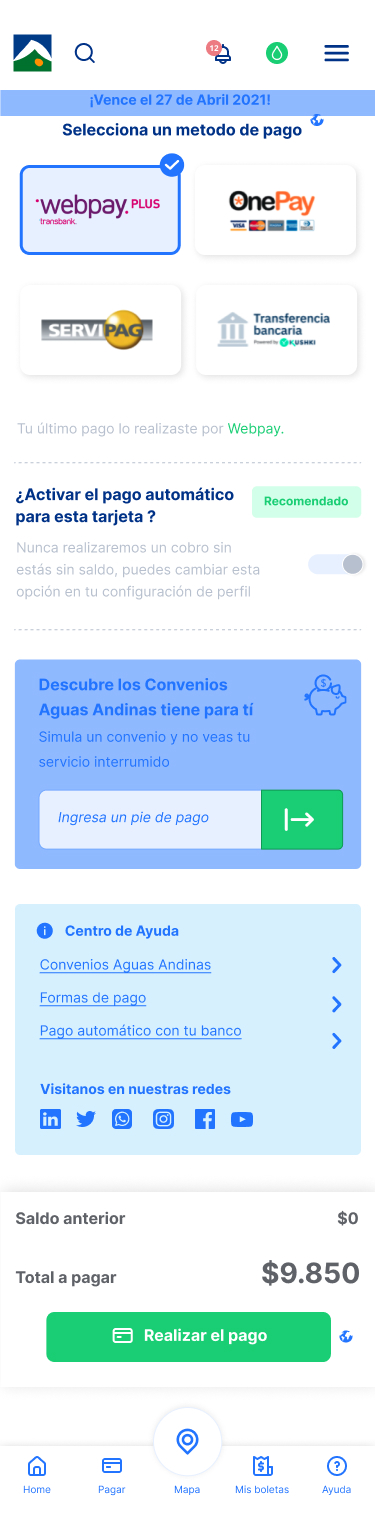 12
¡Vence el 27 de Abril 2021!
Selecciona un metodo de pago
webpay.PLUS
transbank.
OnePay
SERVIPAG
Transferencia
bancaria
Powered by KUSHKI
Tu último pago lo realizaste por Webpay.
¿Activar el pago automático
para esta tarjeta ?
Recomendado
Nunca realizaremos un cobro sin
estás sin saldo, puedes cambiar esta
opción en tu configuración de perfil
Descubre los Convenios
Aguas Andinas tiene para tí
Simula un convenio y no veas tu
servicio interrumido
Ingresa un pie de pago
Centro de Ayuda
Convenios Aguas Andinas
Formas de pago
Pago automático con tu banco
Visitanos en nuestras redes
Saldo anterior $0
Total a pagar $9.850
Realizar el pago
Home Pagar Mapa Mis boletas Ayuda